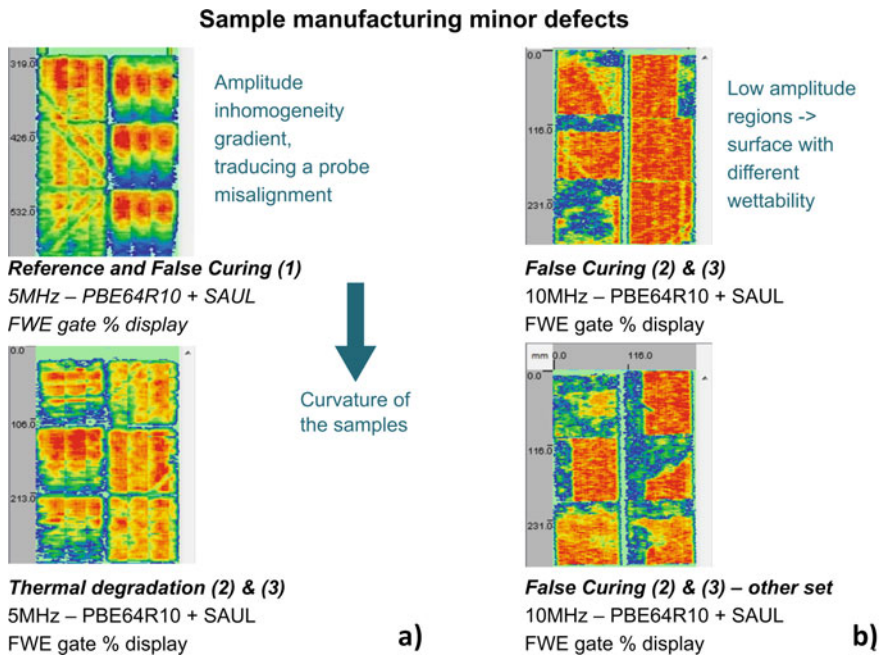 Sample manufacturing minor defects
319.0
426.0
532.0
Amplitude
inhomogeneity
gradient,
traducing a probe
misalignment
Reference and False Curing (1)
5MHz – PBE64R10 + SAUL
FWE gate % display
Curvature of
the samples
0.0
106.0
213.0
Thermal degradation (2) & (3)
5MHz – PBE64R10 + SAUL
FWE gate % display
a)
0.0
116.0
231.0
Low amplitude
regions ->
surface with
different
wettability
False Curing (2) & (3)
10MHz – PBE64R10 + SAUL
FWE gate % display
mm 0.0 116.0
0.0
116.0
231.0
False Curing (2) & (3) – other set
10MHz – PBE64R10 + SAUL
FWE gate % display
b)